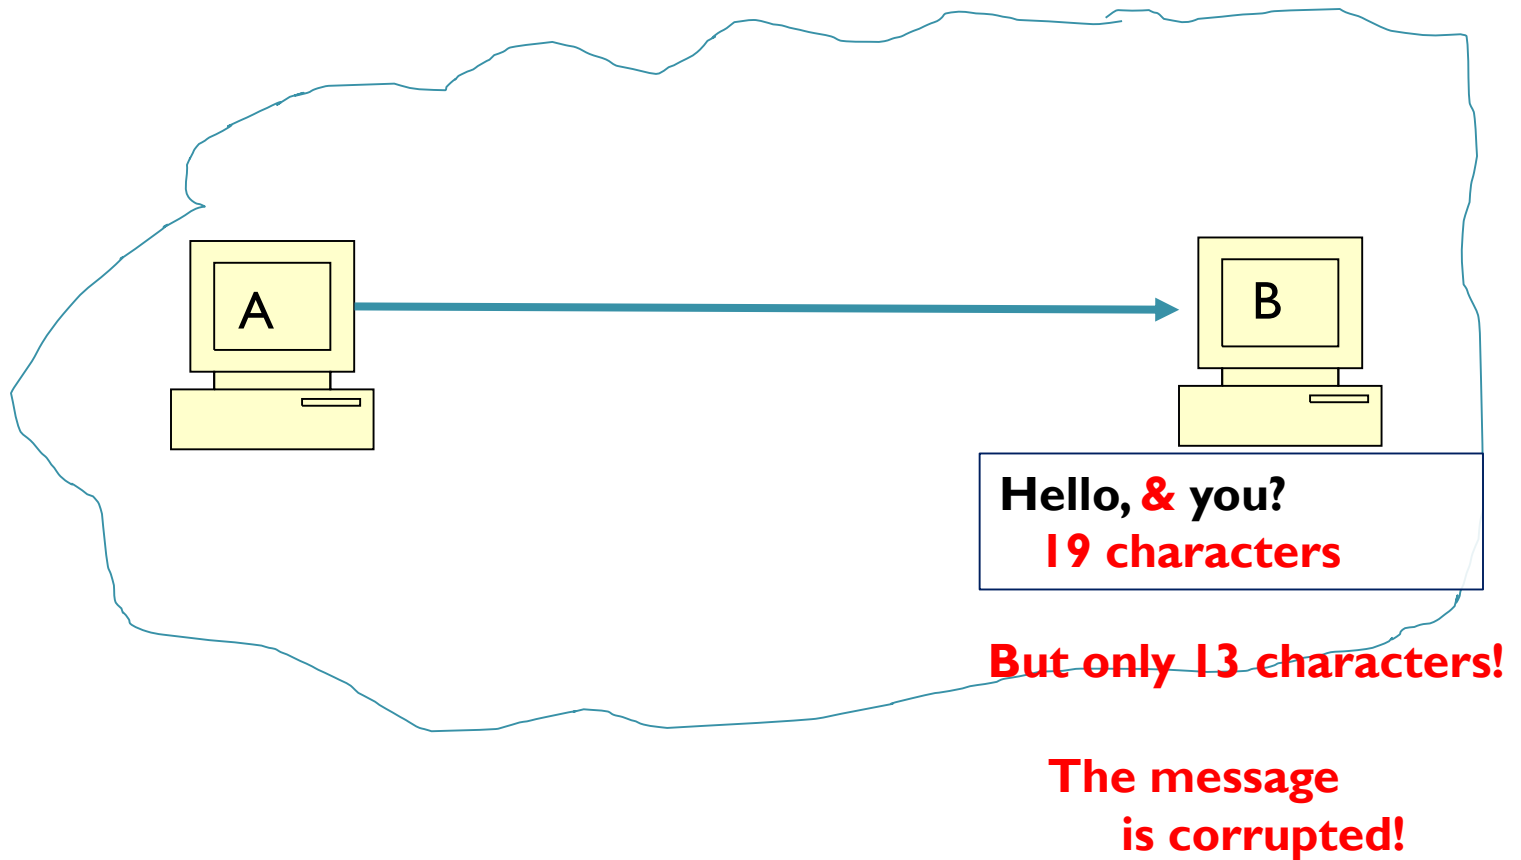 A
B
Hello, & you?
19 characters
But only 13 characters!
The message
is corrupted!